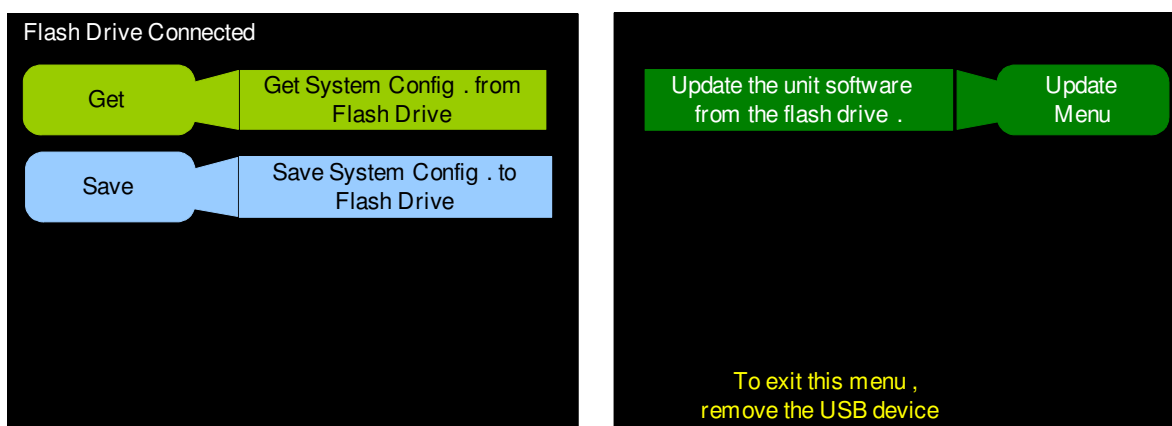 Flash Drive Connected
Get
Get System Config . from
Flash Drive
Save
Save System Config . to
Flash Drive
Update the unit software
from the flash drive .
Update
Menu
To exit this menu ,
remove the USB device